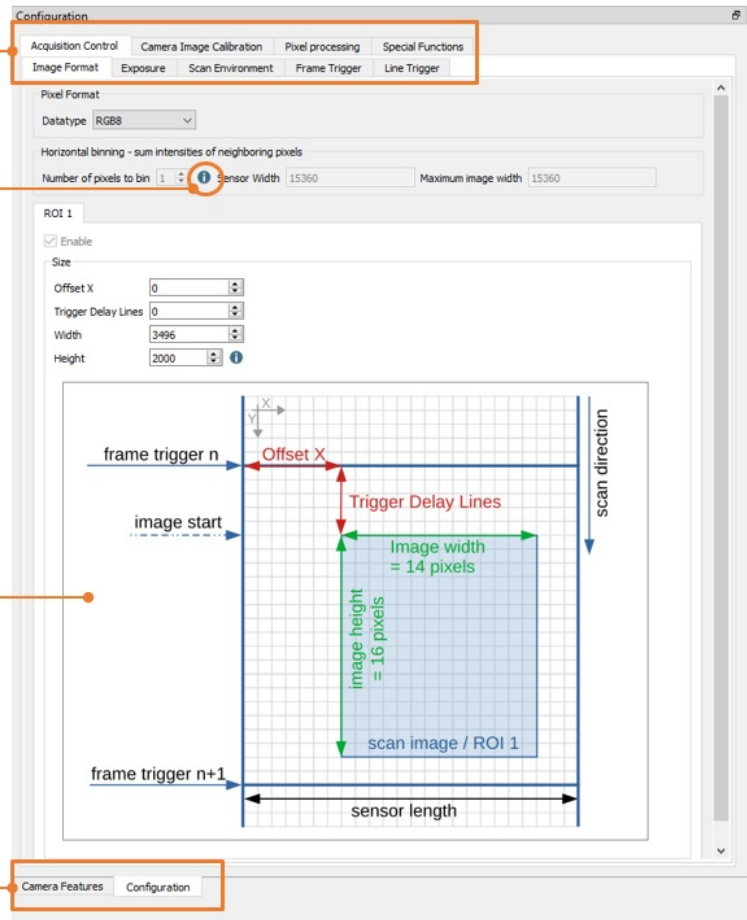 Configuration
Acquisition Control Camera Image Calibration Pixel processing Special Functions
Image Format Exposure Scan Environment Frame Trigger Line Trigger
Pixel Format
Datatype RGB8
Horizontal binning - sum intensities of neighboring pixels
Number of pixels to bin 1 Sensor Width 15360 Maximum image width 15360
ROI 1
Enable
Size
Offset X 0
Trigger Delay Lines 0
Width 3496
Height 2000
X
Y
frame trigger n
Offset X
scan direction
Trigger Delay Lines
image start
Image width
= 14 pixels
image height
= 16 pixels
scan image / ROI 1
frame trigger n+1
sensor length
Camera Features Configuration